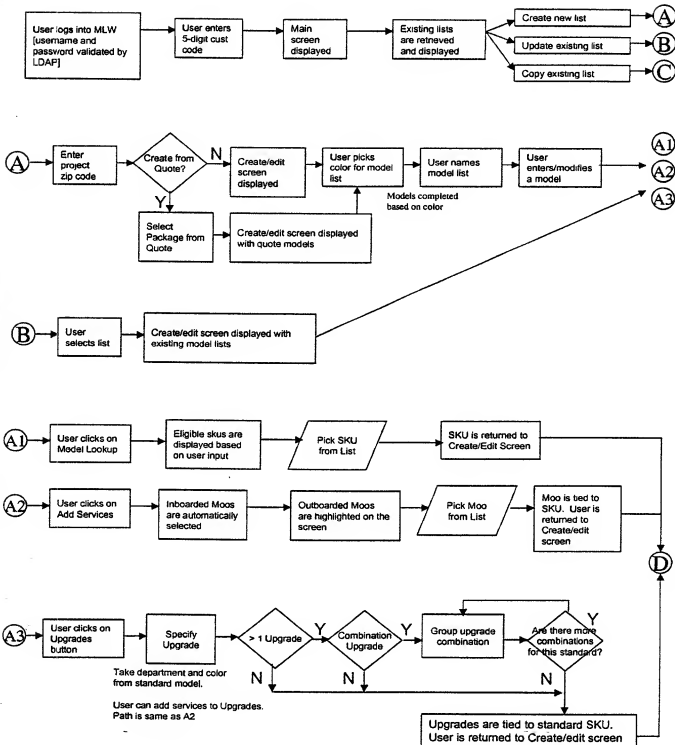 User logs into MLW
[username and
password validated by
LDAP]
User enters
5-digit cust
code
Main
screen
displayed
Existing lists
are retrieved
and displayed
Create new list
A
Update existing list
B
Copy existing list
C
A
Enter
project
zip code
Create from
Quote?
N
Y
Create/edit
screen
displayed
User picks
color for model
list
Models completed
based on color
User names
model list
User
enters/modifies
a model
A1
A2
A3
Select
Package from
Quote
Create/edit screen displayed
with quote models
B
User
selects list
Create/edit screen displayed with
existing model lists
A1
User clicks on
Model Lookup
Eligible skus are
displayed based
on user input
Pick SKU
from List
SKU is returned to
Create/Edit Screen
A2
User clicks on
Add Services
Inboarded Moos
are automatically
selected
Outboarded Moos
are highlighted on the
screen
Pick Moo
from List
Moo is tied to
SKU. User is
returned to
Create/edit
screen
D
A3
User clicks on
Upgrades
button
Specify
Upgrade
Take department and color
from standard model.
User can add services to Upgrades.
Path is same as A2
> 1 Upgrade
Y
N
Combination
Upgrade
Y
N
Group upgrade
combination
Are there more
combinations
for this standard?
Y
N
Upgrades are tied to standard SKU.
User is returned to Create/edit screen